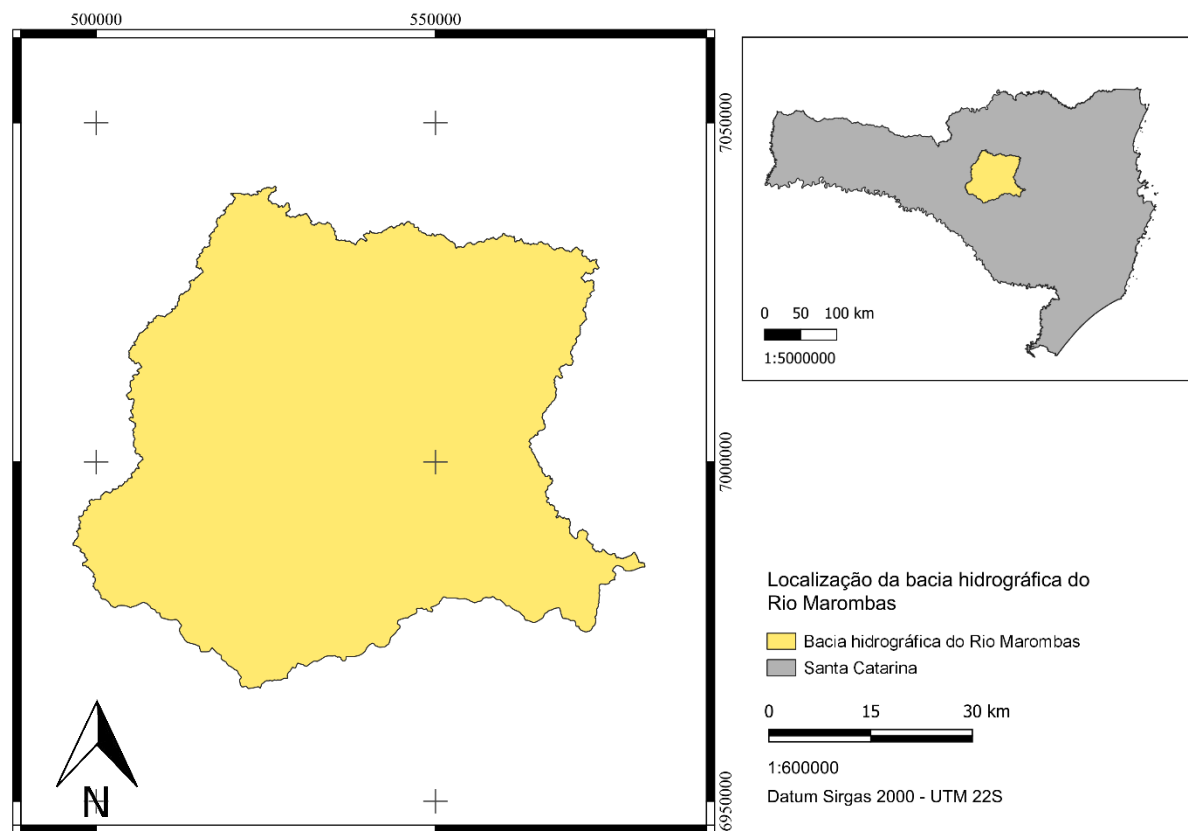 500000
550000
7050000
7000000
6950000
N
0 50 100 km
1:5000000
Localização da bacia hidrográfica do
Rio Marombas
Bacia hidrográfica do Rio Marombas
Santa Catarina
0 15 30 km
1:600000
Datum Sirgas 2000 - UTM 22S